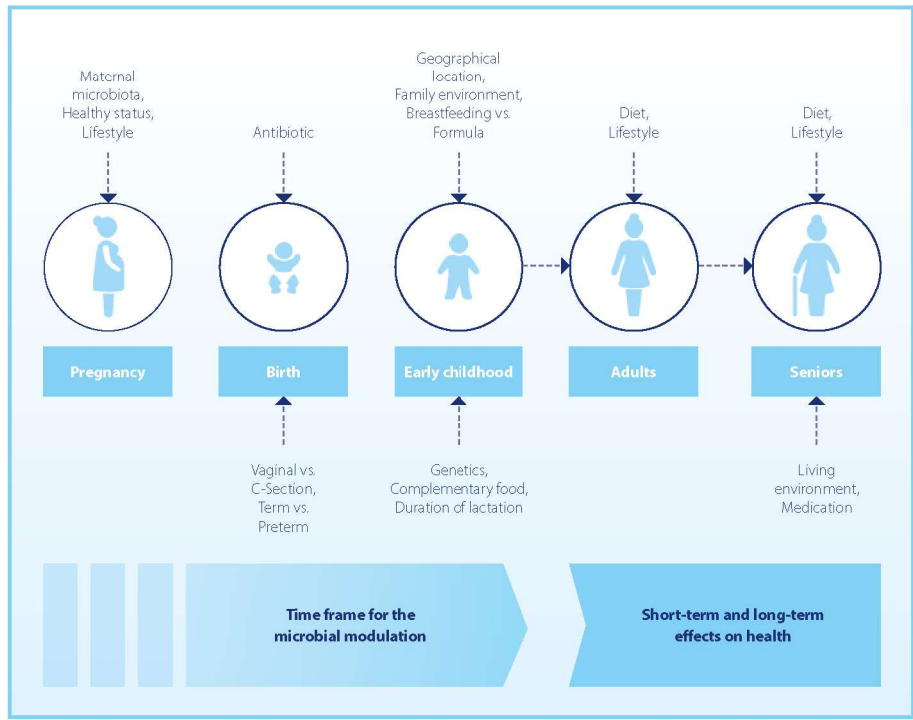 Maternal
microbiota,
Healthy status,
Lifestyle
Antibiotic
Geographical
location,
Family environment,
Breastfeeding vs.
Formula
Diet,
Lifestyle
Diet,
Lifestyle
Pregnancy
Birth
Early childhood
Adults
Seniors
Vaginal vs.
C-Section,
Term vs.
Preterm
Genetics,
Complementary food,
Duration of lactation
Living
environment,
Medication
Time frame for the
microbial modulation
Short-term and long-term
effects on health